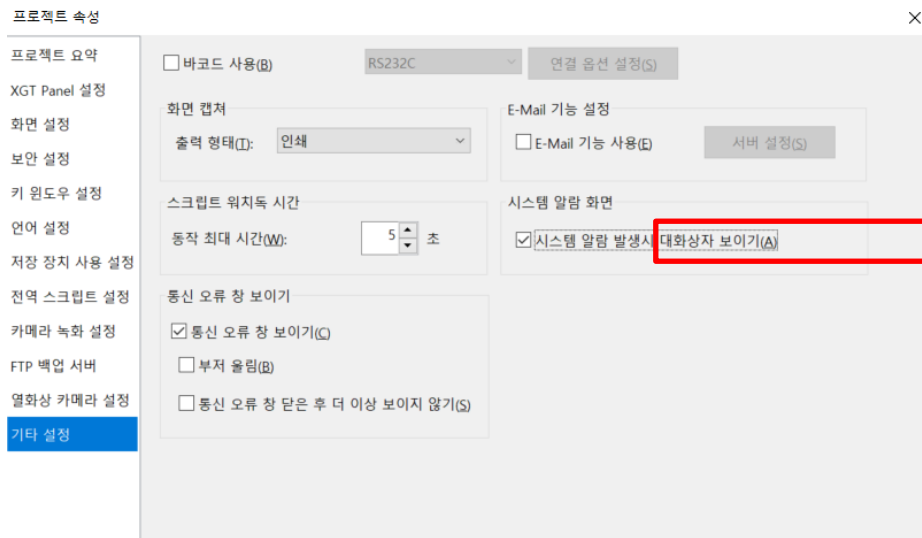 프로젝트 속성
프로젝트 요약
XGT Panel 설정
화면 설정
보안 설정
키 윈도우 설정
언어 설정
저장 장치 사용 설정
전역 스크립트 설정
카메라 녹화 설정
FTP 백업 서버
열화상 카메라 설정
기타 설정
바코드 사용(B)
RS232C
연결 옵션 설정(S)
화면 캡쳐
출력 형태(T):
인쇄
E-Mail 기능 설정
E-Mail 기능 사용(E)
서버 설정(S)
스크립트 워치독 시간
동작 최대 시간(W):
5
초
시스템 알람 화면
시스템 알람 발생시 대화상자 보이기(A)
통신 오류 창 보이기
통신 오류 창 보이기(C)
부저 울림(B)
통신 오류 창 닫은 후 더 이상 보이지 않기(S)